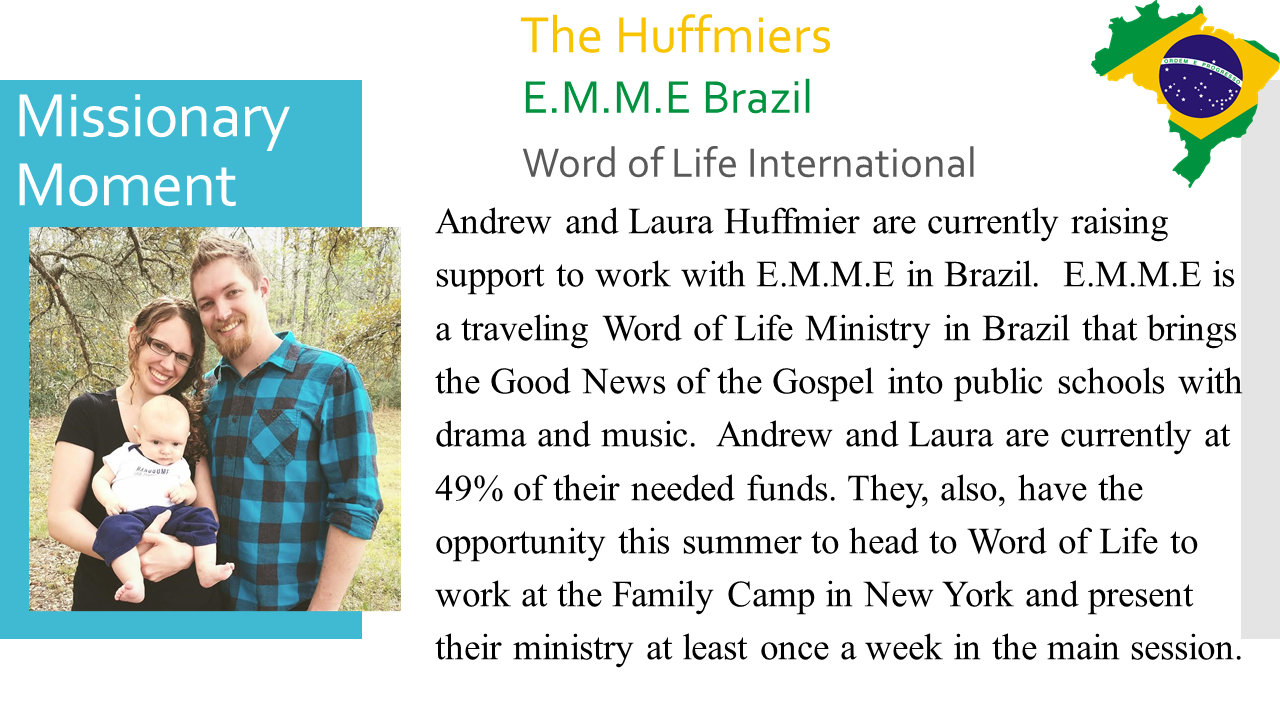 Missionary
Moment
The Huffmiers
E.M.M.E Brazil
Word of Life International
ORDEM E PROGRESSO
Andrew and Laura Huffmier are currently raising
support to work with E.M.M.E in Brazil.  E.M.M.E is
a traveling Word of Life Ministry in Brazil that brings
the Good News of the Gospel into public schools with
drama and music.  Andrew and Laura are currently at
49% of their needed funds. They, also, have the
opportunity this summer to head to Word of Life to
work at the Family Camp in New York and present
their ministry at least once a week in the main session.